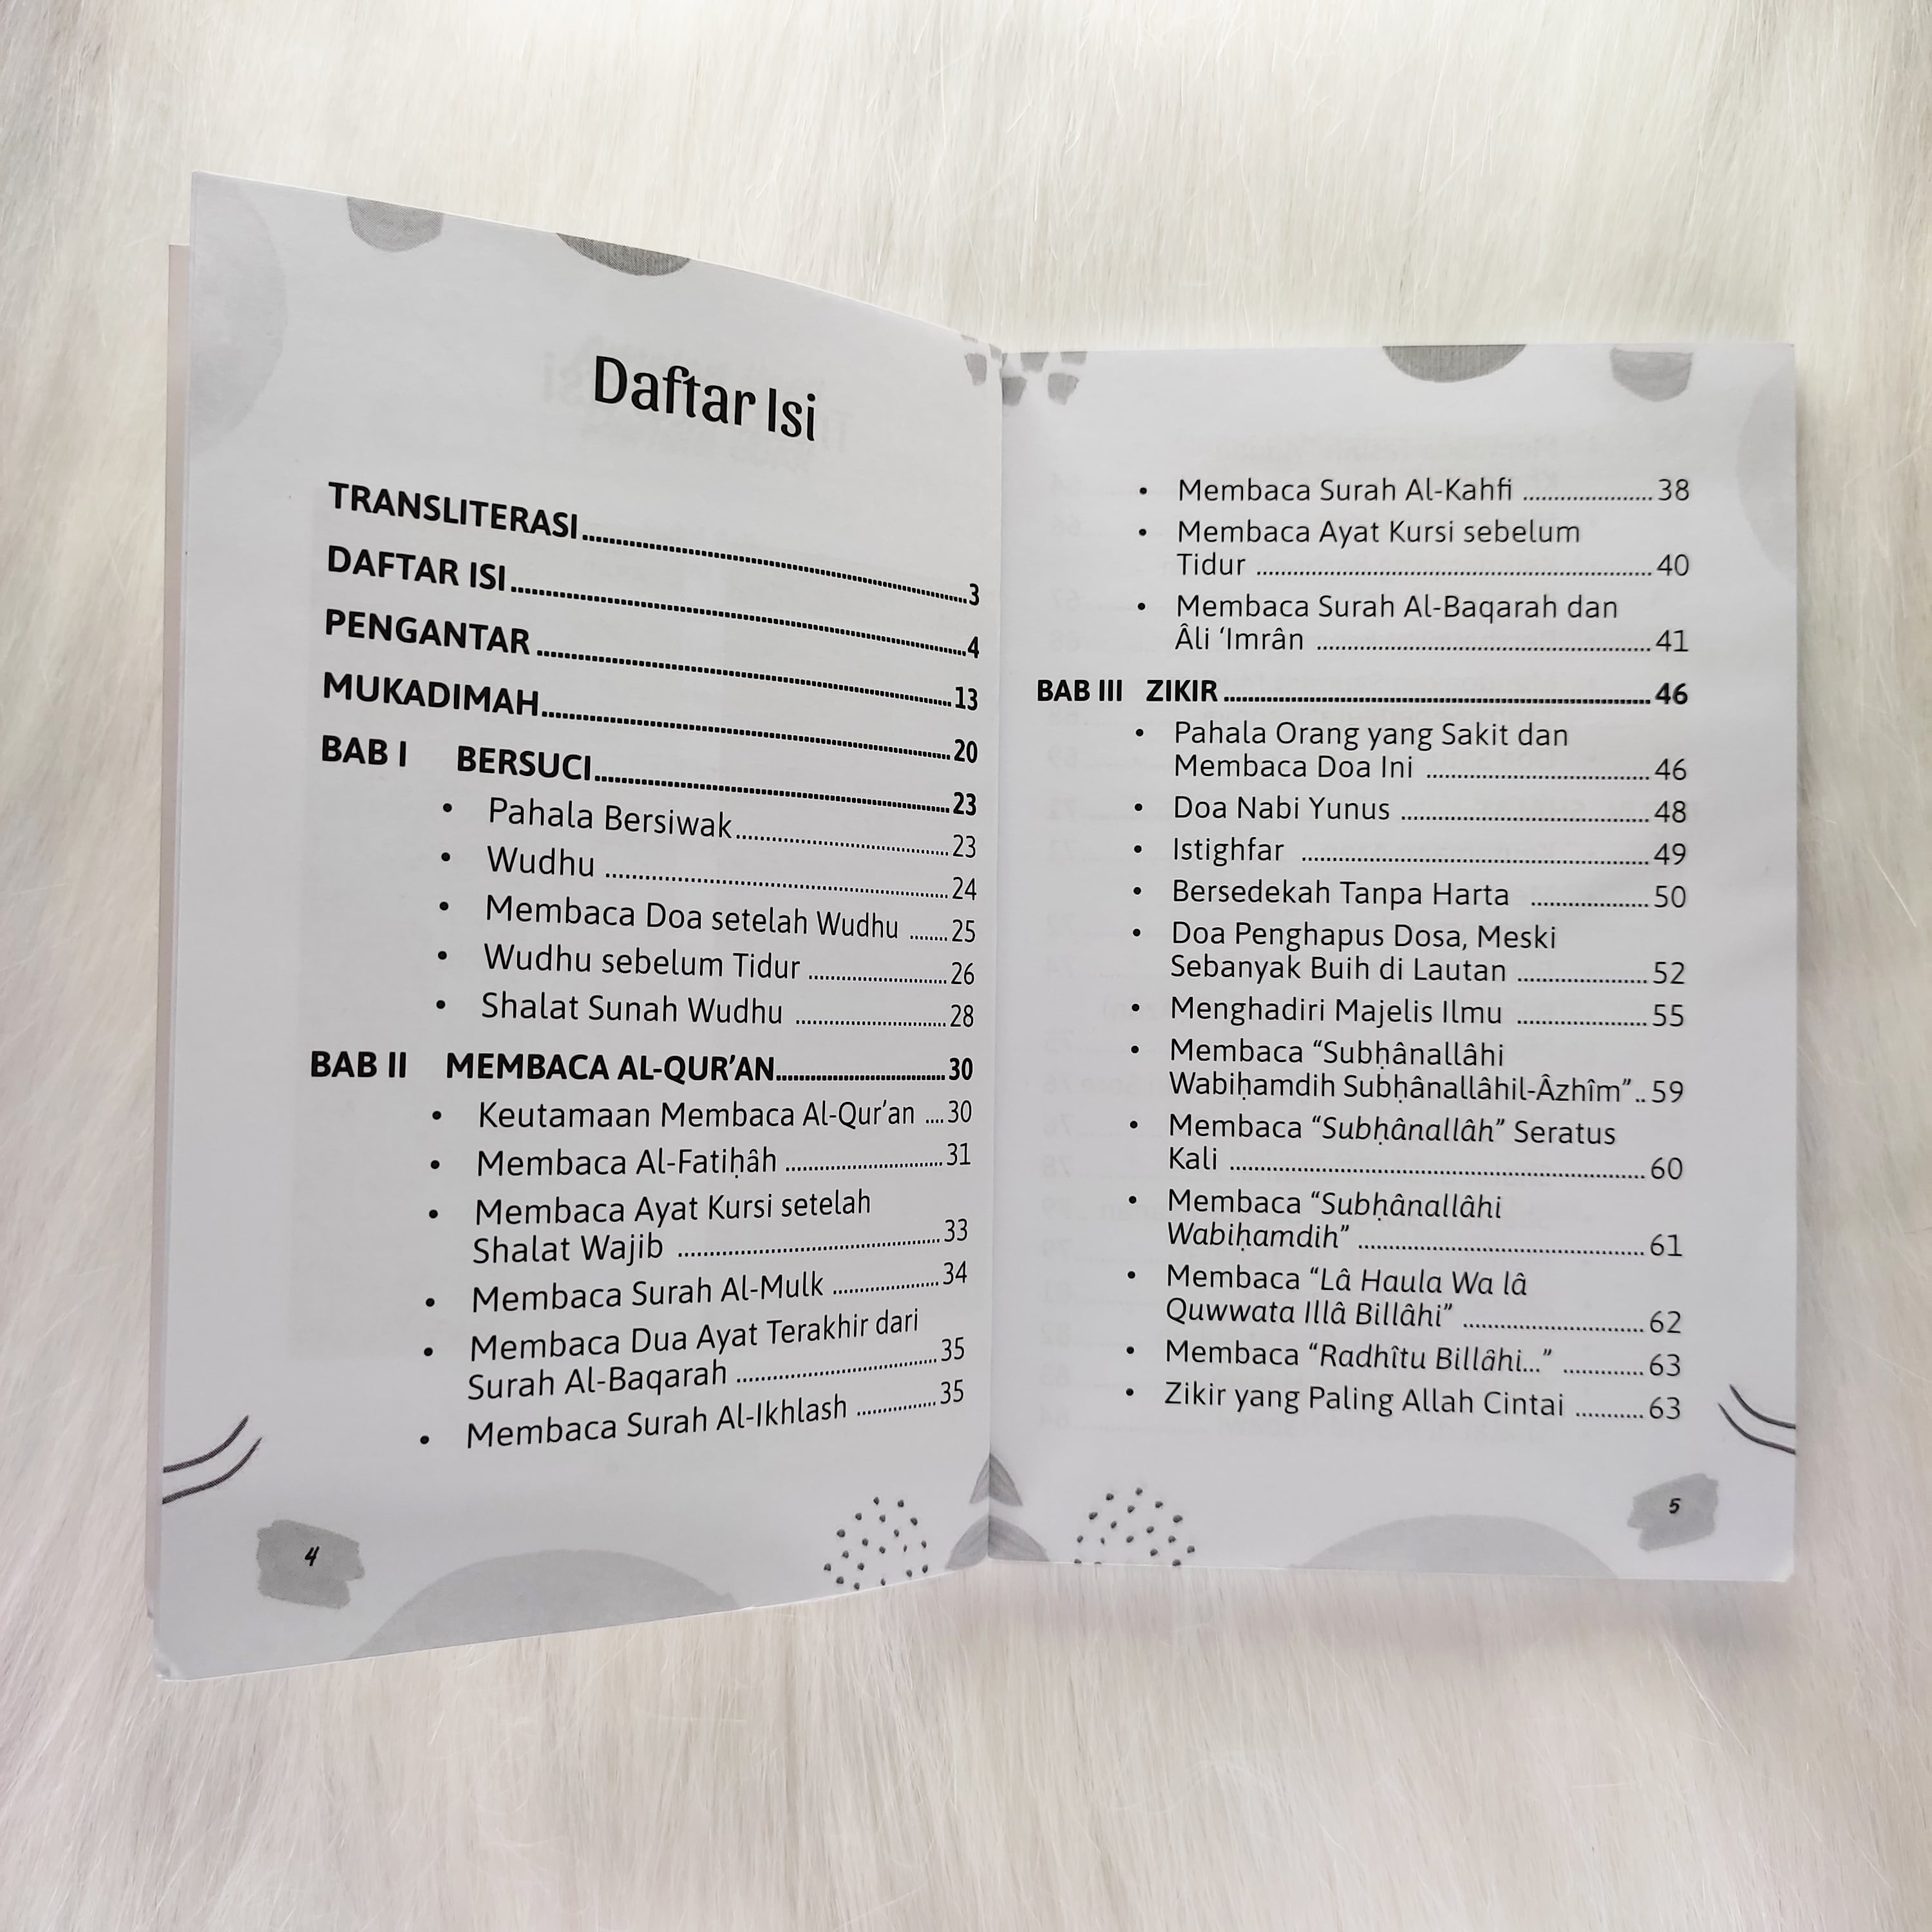 Daftar Isi
TRANSLITERASI..........3
DAFTAR ISI..........4
PENGANTAR..........13
MUKADIMAH..........20
BAB I BERSUCI..........23
• Pahala Bersiwak..........23
• Wudhu..........24
• Membaca Doa setelah Wudhu ........25
• Wudhu sebelum Tidur..........26
• Shalat Sunah Wudhu..........28
BAB II MEMBACA AL-QUR’AN..........30
• Keutamaan Membaca Al-Qur’an ....30
• Membaca Al-Fatiḥâh..........31
• Membaca Ayat Kursi setelah
Shalat Wajib..........33
• Membaca Surah Al-Mulk..........34
• Membaca Dua Ayat Terakhir dari
Surah Al-Baqarah..........35
• Membaca Surah Al-Ikhlash..........35
4
• Membaca Surah Al-Kahfi..........38
• Membaca Ayat Kursi sebelum
Tidur..........40
• Membaca Surah Al-Baqarah dan
Âli ‘Imrân..........41
BAB III ZIKIR..........46
• Pahala Orang yang Sakit dan
Membaca Doa Ini..........46
• Doa Nabi Yunus..........48
• Istighfar..........49
• Bersedekah Tanpa Harta..........50
• Doa Penghapus Dosa, Meski
Sebanyak Buih di Lautan..........52
• Menghadiri Majelis Ilmu..........55
• Membaca “Subḥânallâhi
Wabiḥamdih Subḥânallâhil-Âzhîm”..59
• Membaca “Subḥânallâh” Seratus
Kali..........60
• Membaca “Subḥânallâhi
Wabiḥamdih”..........61
• Membaca “Lâ Haula Wa lâ
Quwwata Illâ Billâhi”..........62
• Membaca “Radhîtu Billâhi...”..........63
• Zikir yang Paling Allah Cintai..........63
5